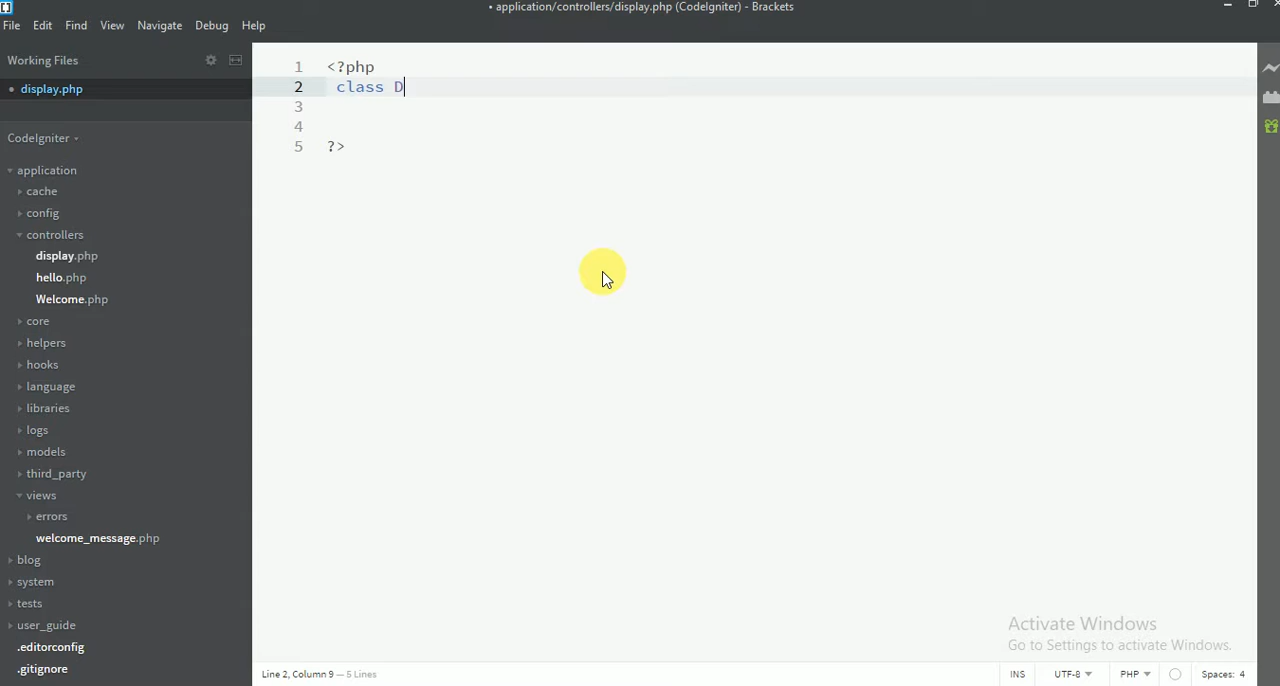 • application/controllers/display.php (CodeIgniter) - Brackets
File Edit Find View Navigate Debug Help
Working Files
• display.php
CodeIgniter
application
cache
config
controllers
display.php
hello.php
Welcome.php
core
helpers
hooks
language
libraries
logs
models
third_party
views
errors
welcome_message.php
blog
system
tests
user_guide
.editorconfig
.gitignore
1 <?php
2 class D
3
4
5 ?>
Activate Windows
Go to Settings to activate Windows.
Line 2, Column 9 — 5 Lines
INS UTF-8 PHP Spaces: 4